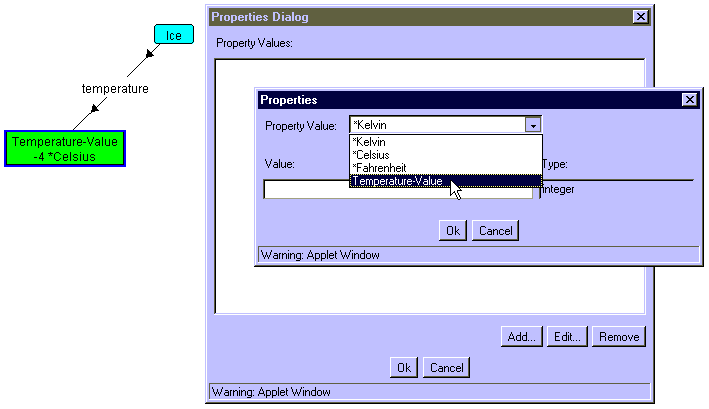 Ice
temperature
Temperature-Value
-4 *Celsius
Properties Dialog
Property Values:
Properties
Property Value:
*Kelvin
*Kelvin
*Celsius
*Fahrenheit
Temperature-Value
Value:
Type:
integer
Ok
Cancel
Warning: Applet Window
Add...
Edit...
Remove
Ok
Cancel
Warning: Applet Window